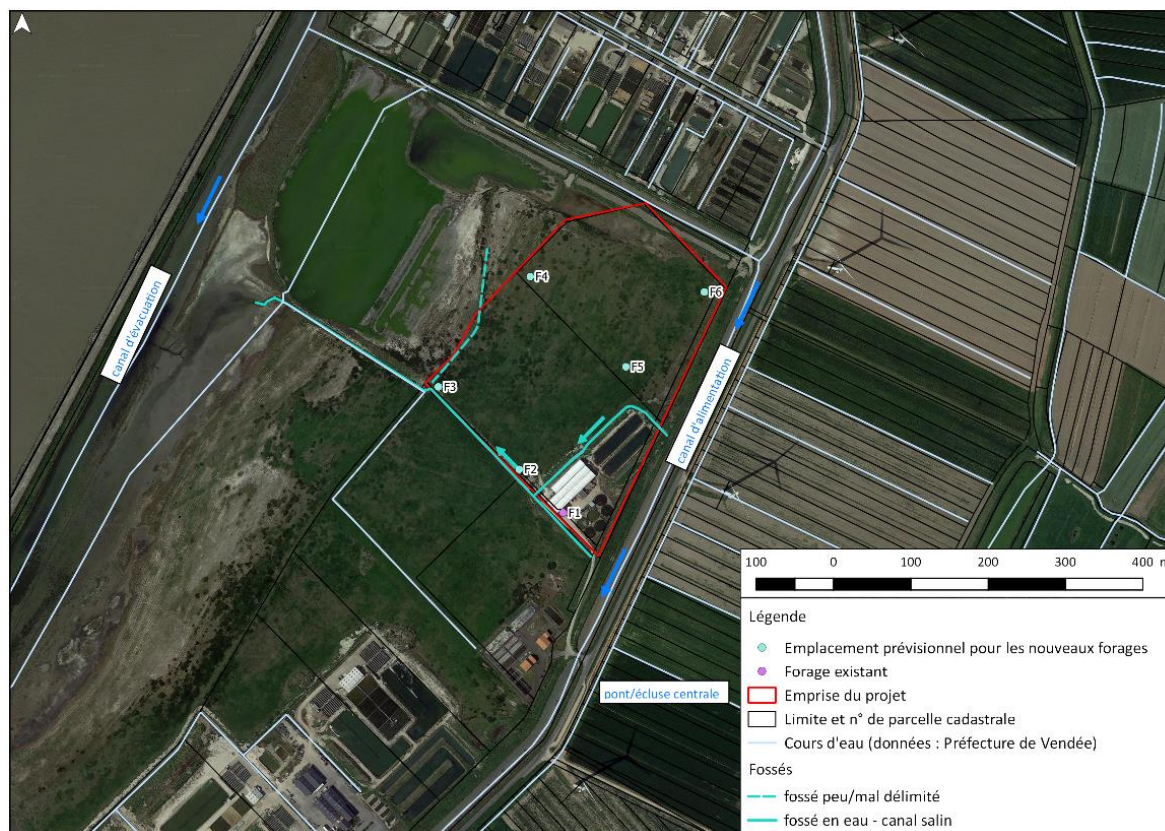 F4
F6
canal d'évacuation
F5
canal d'alimentation
F3
F2
F1
100 0 100 200 300 400 m
Légende
Emplacement prévisionnel pour les nouveaux forages
Forage existant
pont/écluse centrale
Emprise du projet
Limite et n° de parcelle cadastrale
Cours d'eau (données : Préfecture de Vendée)
Fossés
fossé peu/mal délimité
fossé en eau - canal salin